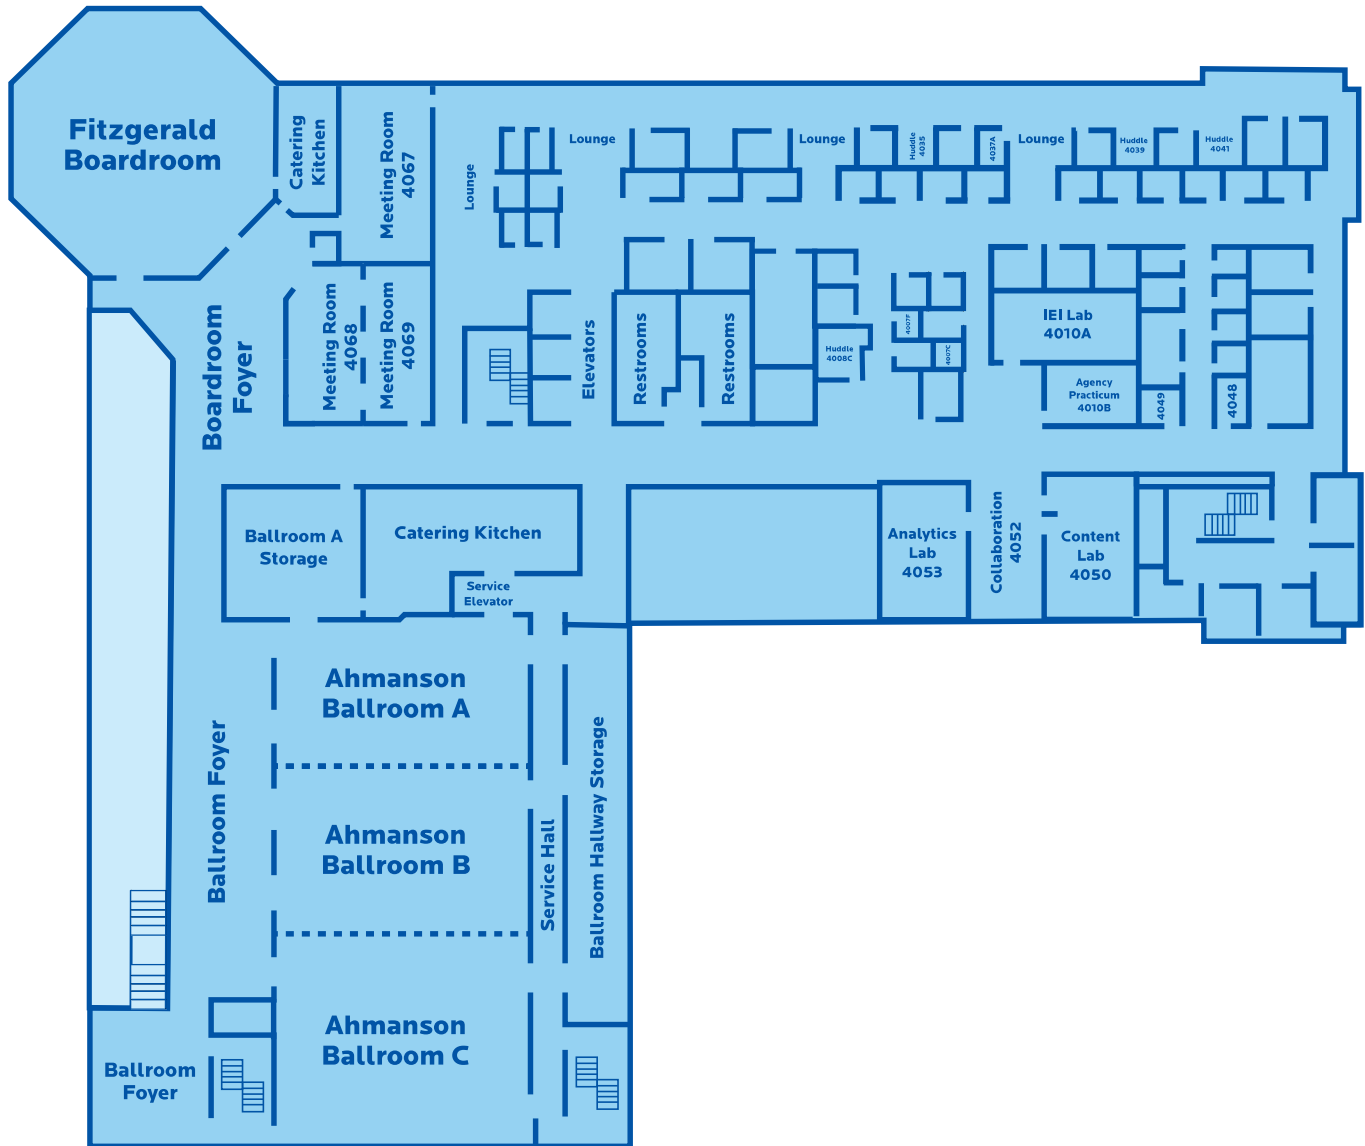 Fitzgerald
Boardroom
Catering
Kitchen
Meeting Room
4067
Lounge
Lounge
Lounge
Huddle
4035
4037A
Lounge
Huddle
4039
Huddle
4041
Boardroom
Foyer
Meeting Room
4068
Meeting Room
4069
Elevators
Restrooms
Restrooms
Huddle
4008C
4007F
4007C
IEI Lab
4010A
Agency
Practicum
4010B
4049
4048
Ballroom A
Storage
Catering Kitchen
Service
Elevator
Analytics
Lab
4053
Collaboration
4052
Content
Lab
4050
Ahmanson
Ballroom A
Ballroom Foyer
Ahmanson
Ballroom B
Service Hall
Ballroom Hallway Storage
Ahmanson
Ballroom C
Ballroom
Foyer